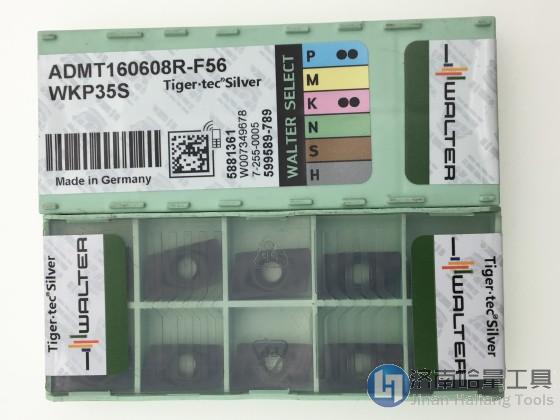 ADMT160608R-F56
WKP35S
Tiger·tec®Silver
Made in Germany
5881361
W007349678
7-255-0005
599589-789
WALTER SELECT
P
M
K
N
S
H
WALTER
Tiger·tec®Silver
WALTER
WALTER
Tiger·tec®Silver
济南哈量工具
Jinan Haliang Tools